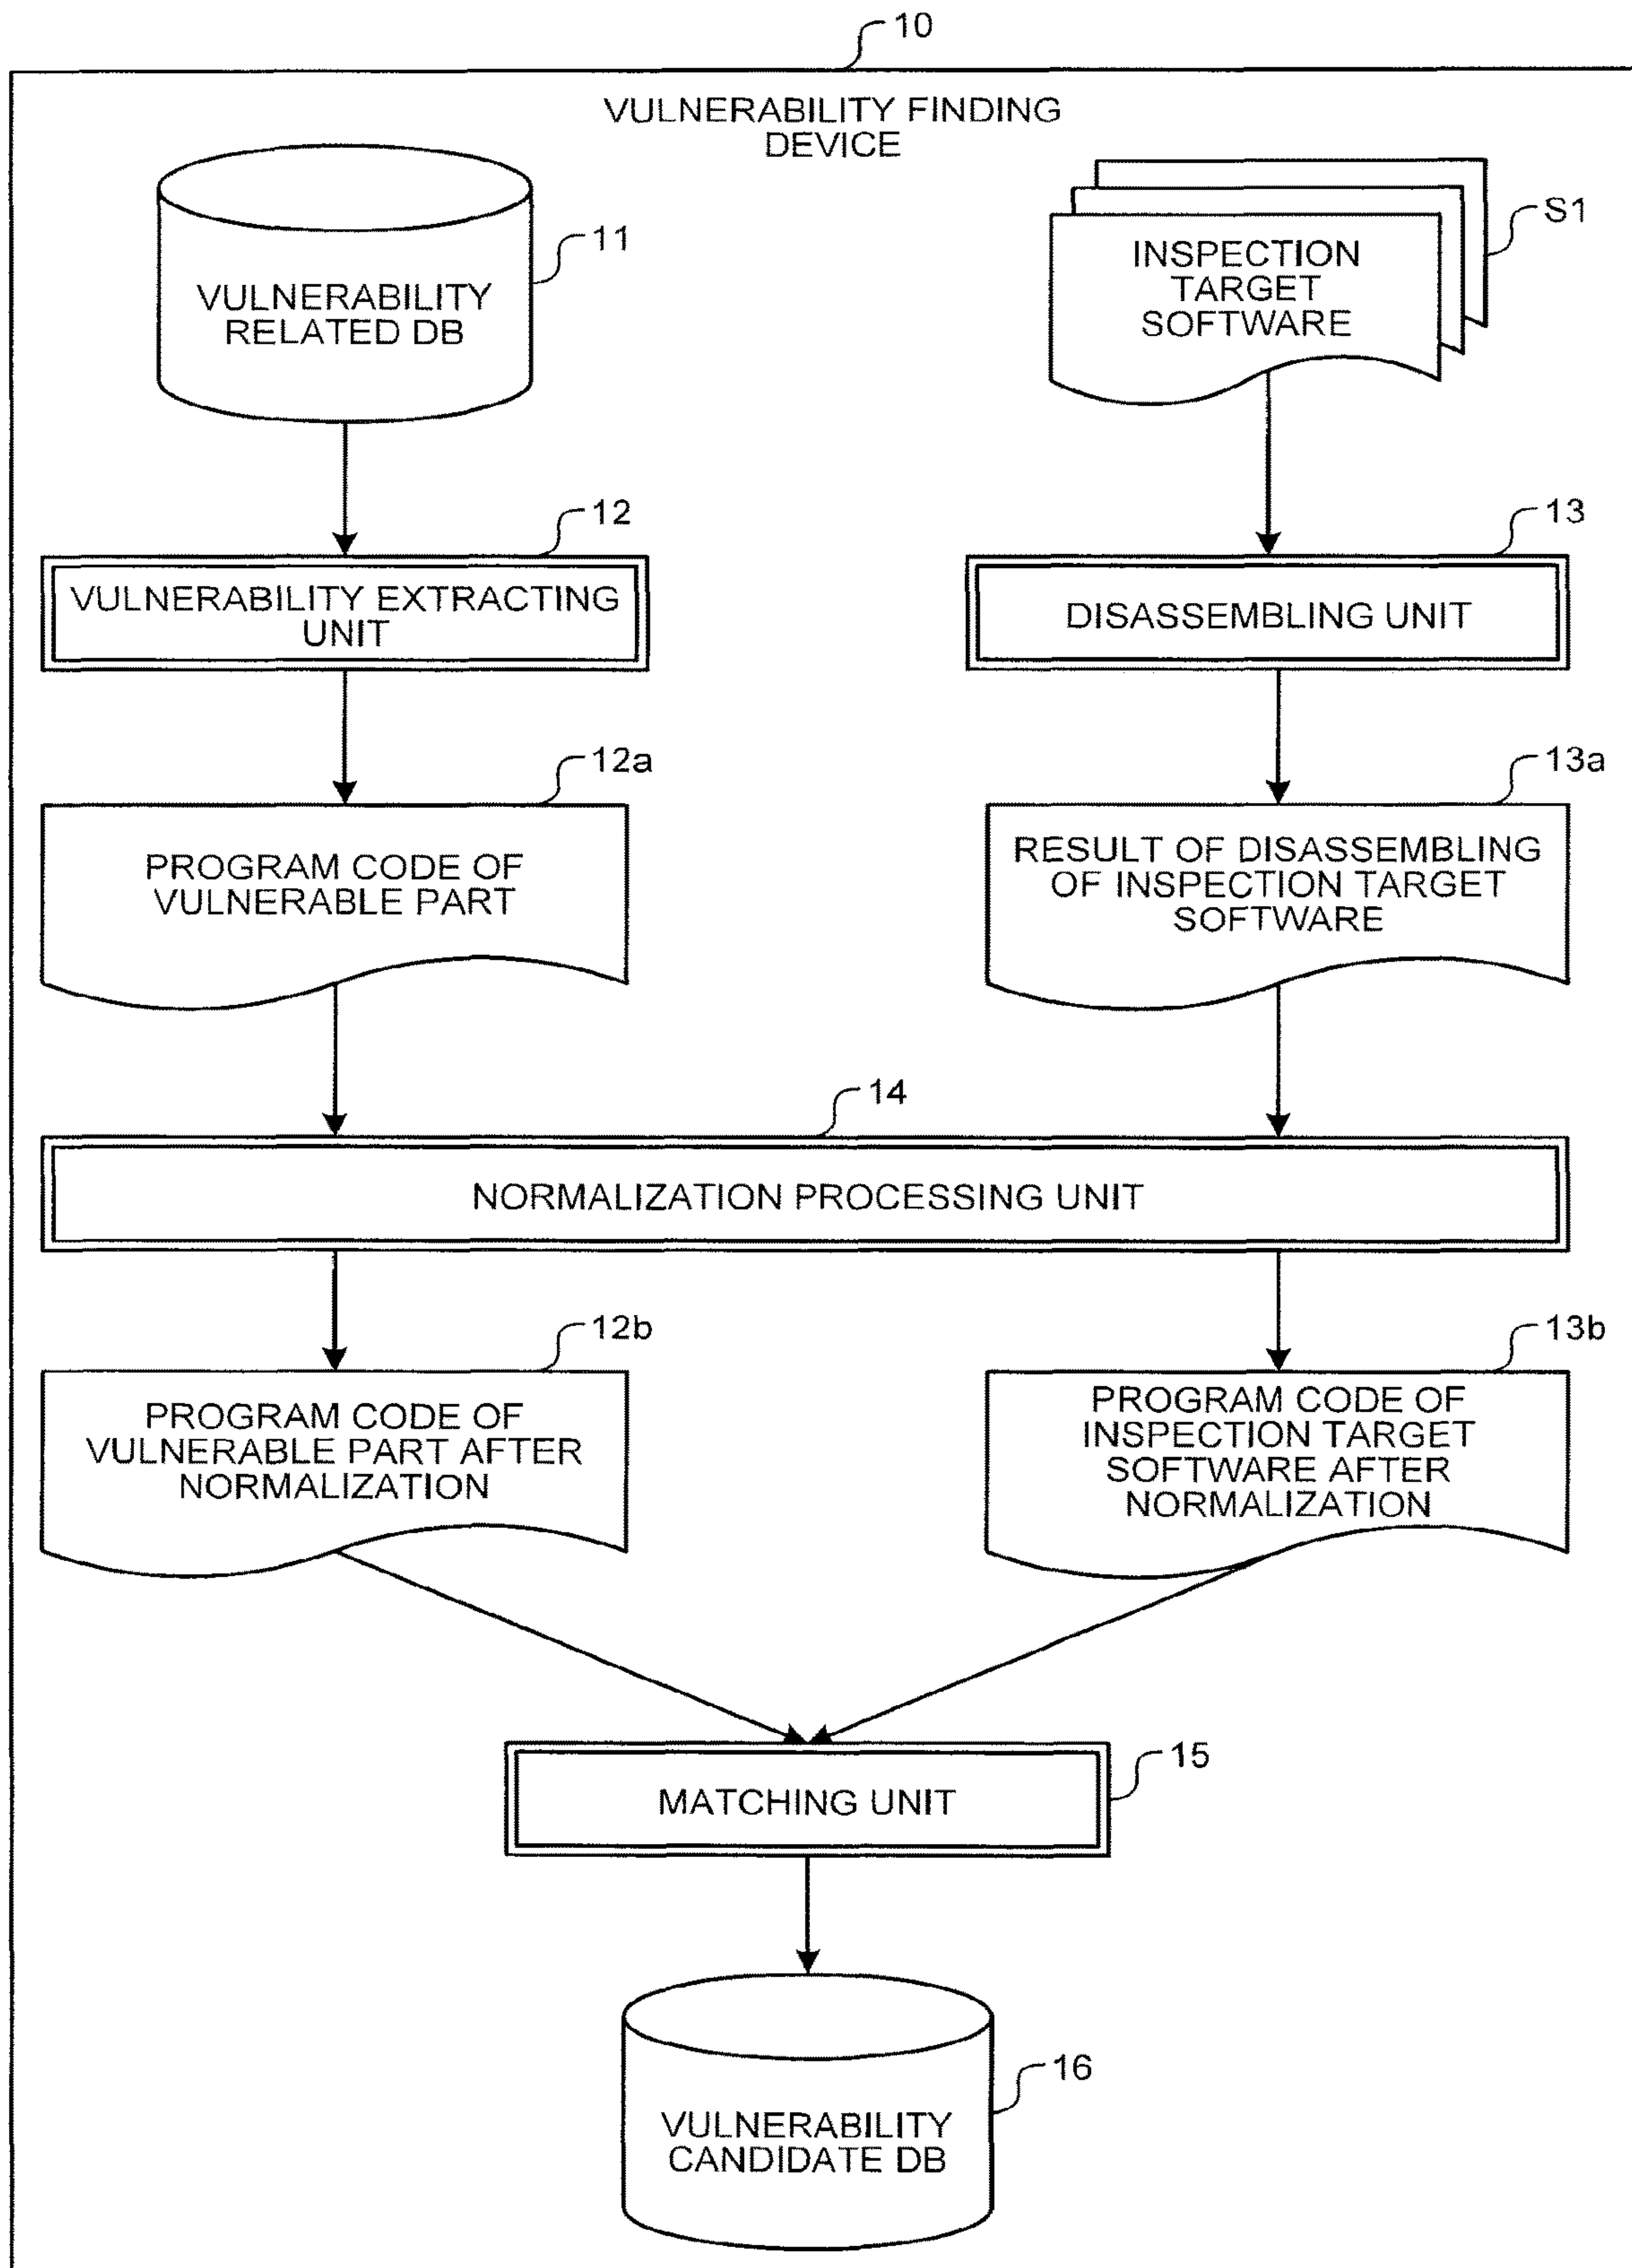 10
VULNERABILITY FINDING
DEVICE
11
VULNERABILITY
RELATED DB
S1
INSPECTION
TARGET
SOFTWARE
12
VULNERABILITY EXTRACTING
UNIT
13
DISASSEMBLING UNIT
12a
PROGRAM CODE OF
VULNERABLE PART
13a
RESULT OF DISASSEMBLING
OF INSPECTION TARGET
SOFTWARE
14
NORMALIZATION PROCESSING UNIT
12b
PROGRAM CODE OF
VULNERABLE PART AFTER
NORMALIZATION
13b
PROGRAM CODE OF
INSPECTION TARGET
SOFTWARE AFTER
NORMALIZATION
15
MATCHING UNIT
16
VULNERABILITY
CANDIDATE DB